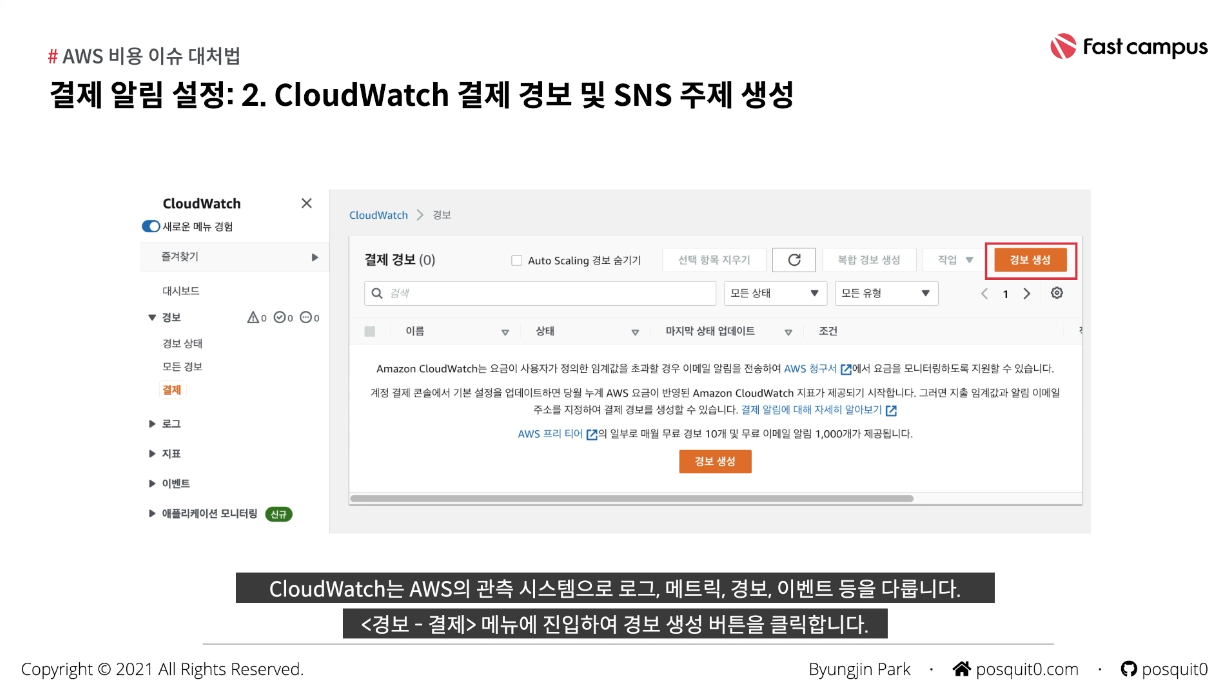 # AWS 비용 이슈 대처법
Fast campus
결제 알림 설정: 2. CloudWatch 결제 경보 및 SNS 주제 생성
CloudWatch
새로운 메뉴 경험
즐겨찾기
대시보드
경보 0 0 0
경보 상태
모든 경보
결제
로그
지표
이벤트
애플리케이션 모니터링 신규
CloudWatch > 경보
결제 경보 (0) Auto Scaling 경보 숨기기 선택 항목 지우기 복합 경보 생성 작업 경보 생성
검색 모든 상태 모든 유형 1
이름 상태 마지막 상태 업데이트 조건
Amazon CloudWatch는 요금이 사용자가 정의한 임계값을 초과할 경우 이메일 알림을 전송하여 AWS 청구서에서 요금을 모니터링하도록 지원할 수 있습니다.
계정 결제 콘솔에서 기본 설정을 업데이트하면 당월 누계 AWS 요금이 반영된 Amazon CloudWatch 지표가 제공되기 시작합니다. 그러면 지출 임계값과 알림 이메일
주소를 지정하여 결제 경보를 생성할 수 있습니다. 결제 알림에 대해 자세히 알아보기
AWS 프리 티어의 일부로 매월 무료 경보 10개 및 무료 이메일 알림 1,000개가 제공됩니다.
경보 생성
CloudWatch는 AWS의 관측 시스템으로 로그, 메트릭, 경보, 이벤트 등을 다룹니다.
<경보 - 결제> 메뉴에 진입하여 경보 생성 버튼을 클릭합니다.
Copyright © 2021 All Rights Reserved.
Byungjin Park · posquit0.com · posquit0